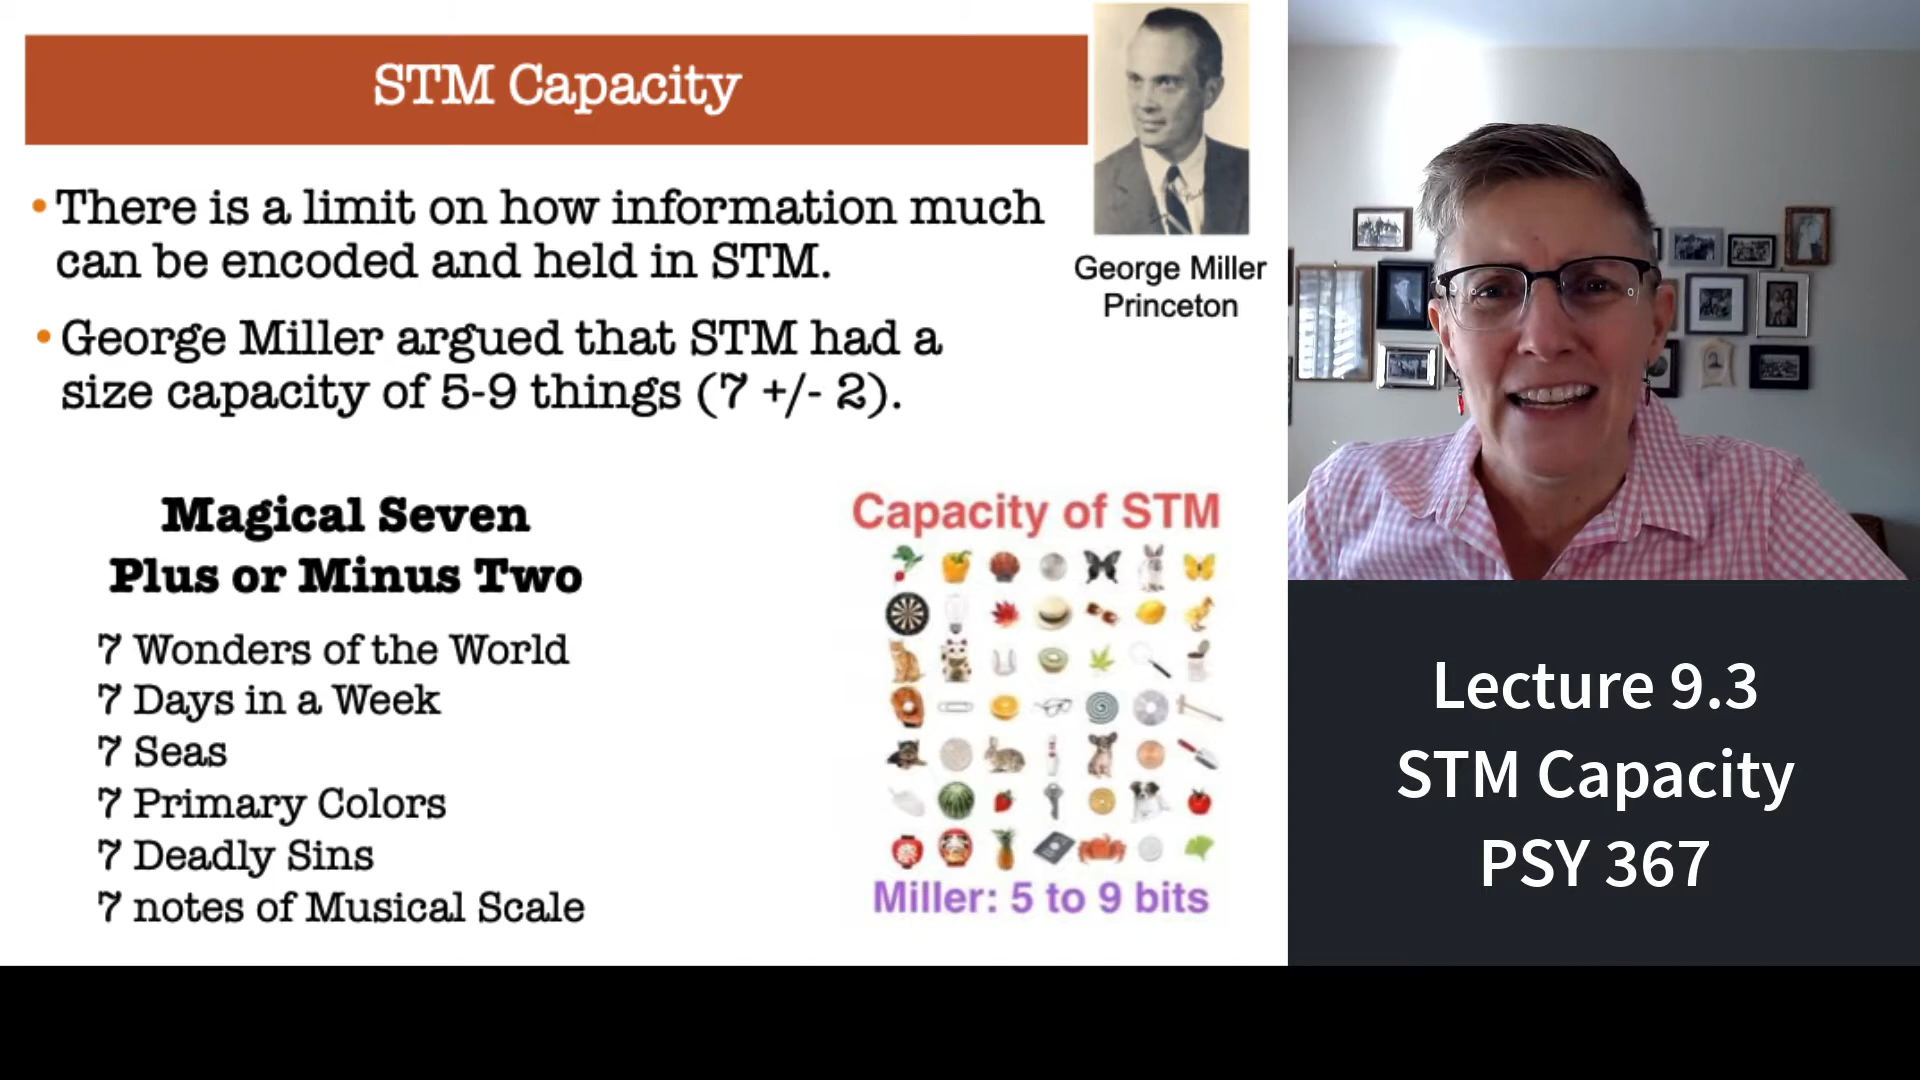 STM Capacity
• There is a limit on how information much
can be encoded and held in STM.
• George Miller argued that STM had a
size capacity of 5-9 things (7 +/- 2).
George Miller
Princeton
Magical Seven
Plus or Minus Two
7 Wonders of the World
7 Days in a Week
7 Seas
7 Primary Colors
7 Deadly Sins
7 notes of Musical Scale
Capacity of STM
Miller: 5 to 9 bits
Lecture 9.3
STM Capacity
PSY 367